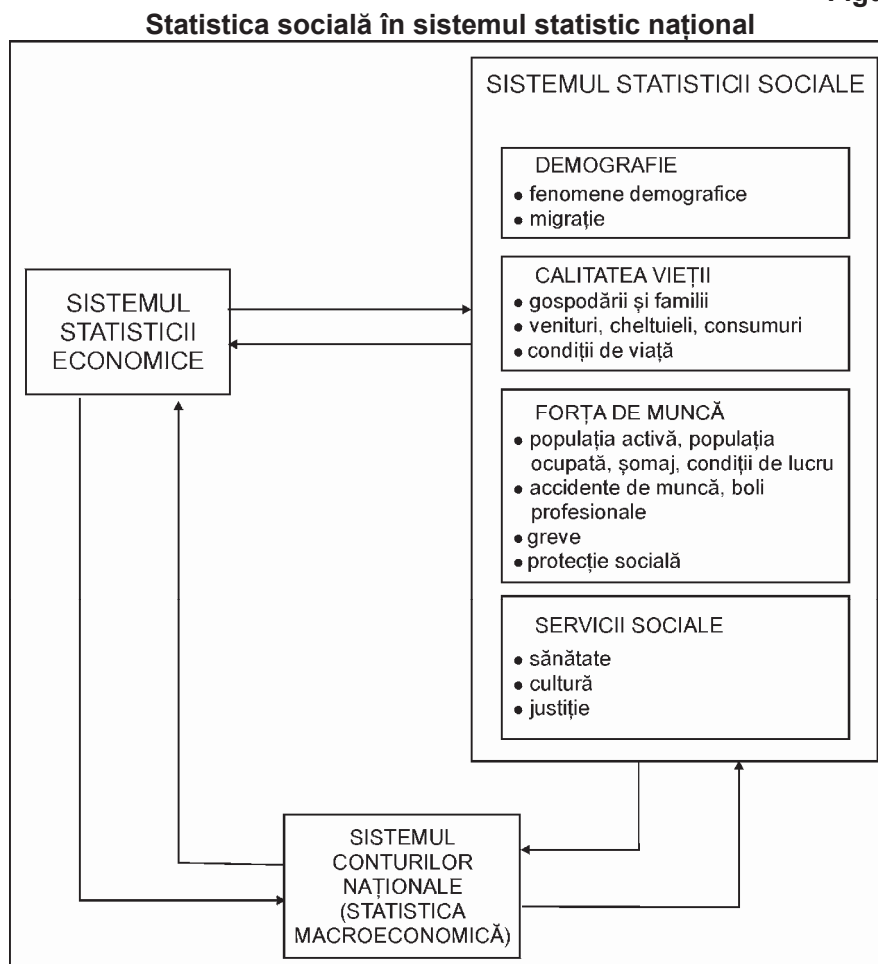 Statistica socială în sistemul statistic național
SISTEMUL STATISTICII SOCIALE
DEMOGRAFIE
● fenomene demografice
● migrație
CALITATEA VIEȚII
● gospodării și familii
● venituri, cheltuieli, consumuri
● condiții de viață
FORȚA DE MUNCĂ
● populația activă, populația
ocupată, șomaj, condiții de lucru
● accidente de muncă, boli
profesionale
● greve
● protecție socială
SERVICII SOCIALE
● sănătate
● cultură
● justiție
SISTEMUL
STATISTICII
ECONOMICE
SISTEMUL
CONTURILOR
NAȚIONALE
(STATISTICA
MACROECONOMICĂ)